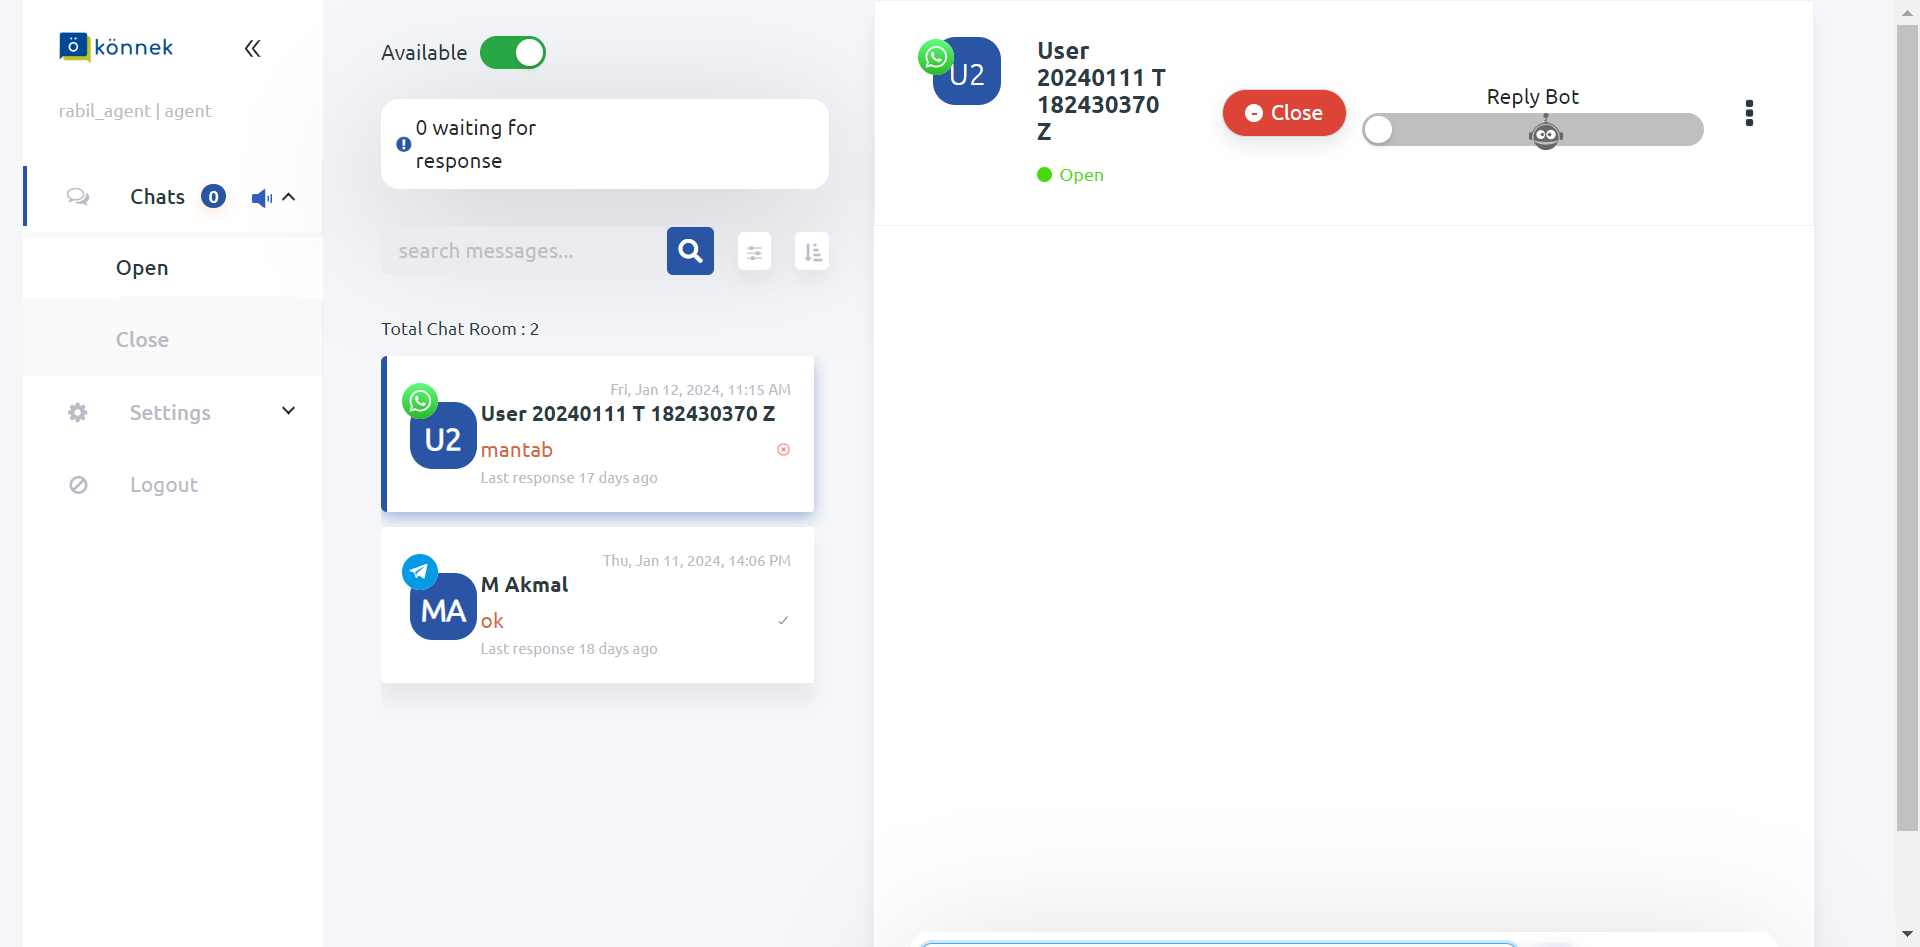 ö könnek
rabil_agent | agent
Chats 0
Open
Close
Settings
Logout
Available
0 waiting for
response
search messages...
Total Chat Room : 2
Fri, Jan 12, 2024, 11:15 AM
User 20240111 T 182430370 Z
U2
mantab
Last response 17 days ago
Thu, Jan 11, 2024, 14:06 PM
M Akmal
MA
ok
Last response 18 days ago
U2
User
20240111 T
182430370
Z
Open
Close
Reply Bot